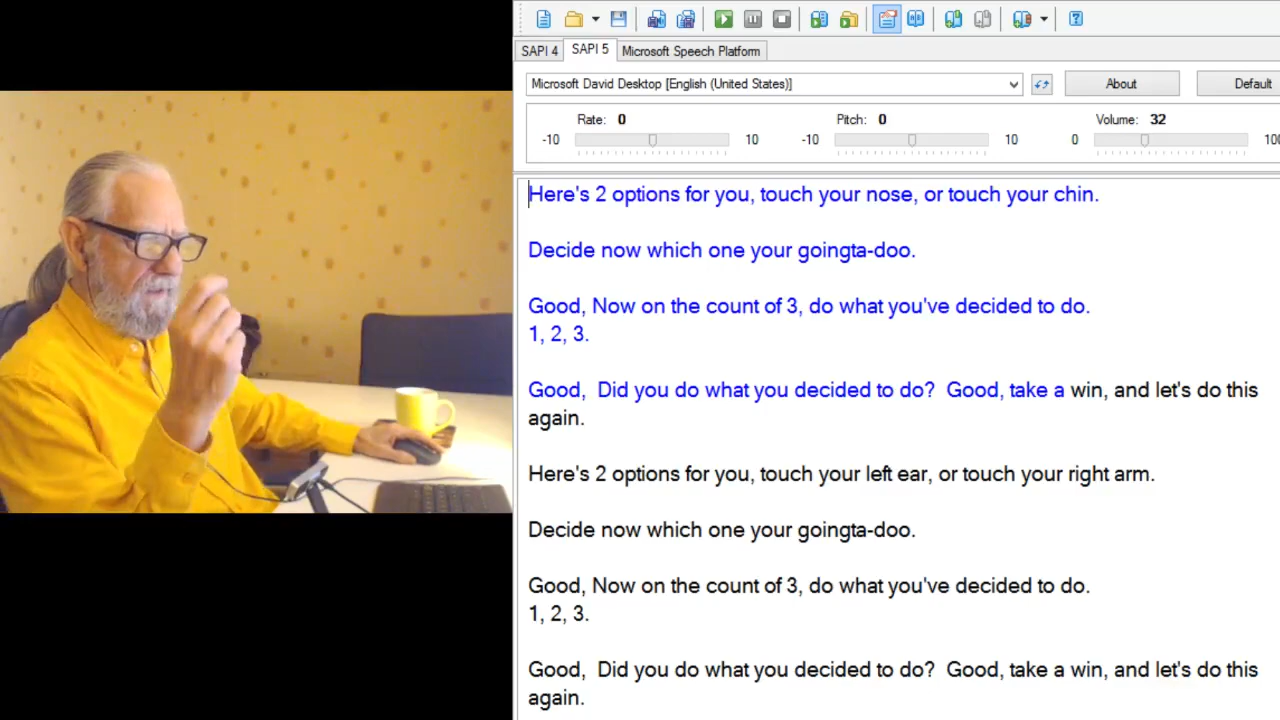 SAPI 4 SAPI 5 Microsoft Speech Platform
Microsoft David Desktop [English (United States)] About Default
Rate: 0 Pitch: 0 Volume: 32
-10 10 -10 10 0 100
Here's 2 options for you, touch your nose, or touch your chin.
Decide now which one your goingta-doo.
Good, Now on the count of 3, do what you've decided to do.
1, 2, 3.
Good,  Did you do what you decided to do?  Good, take a win, and let's do this
again.
Here's 2 options for you, touch your left ear, or touch your right arm.
Decide now which one your goingta-doo.
Good, Now on the count of 3, do what you've decided to do.
1, 2, 3.
Good,  Did you do what you decided to do?  Good, take a win, and let's do this
again.